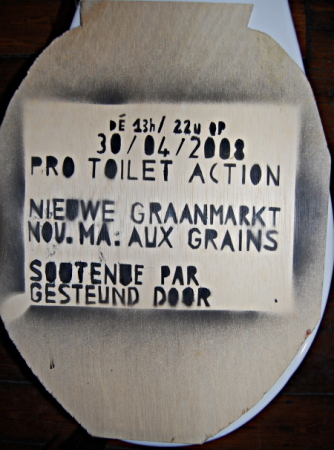 DÉ 13h/ 22u OP
30/04/2008
PRO TOILET ACTION
NIEUWE GRAANMARKT
NOU. MA: AUX GRAINS
SOUTENUE PAR
GESTEUND DOOR